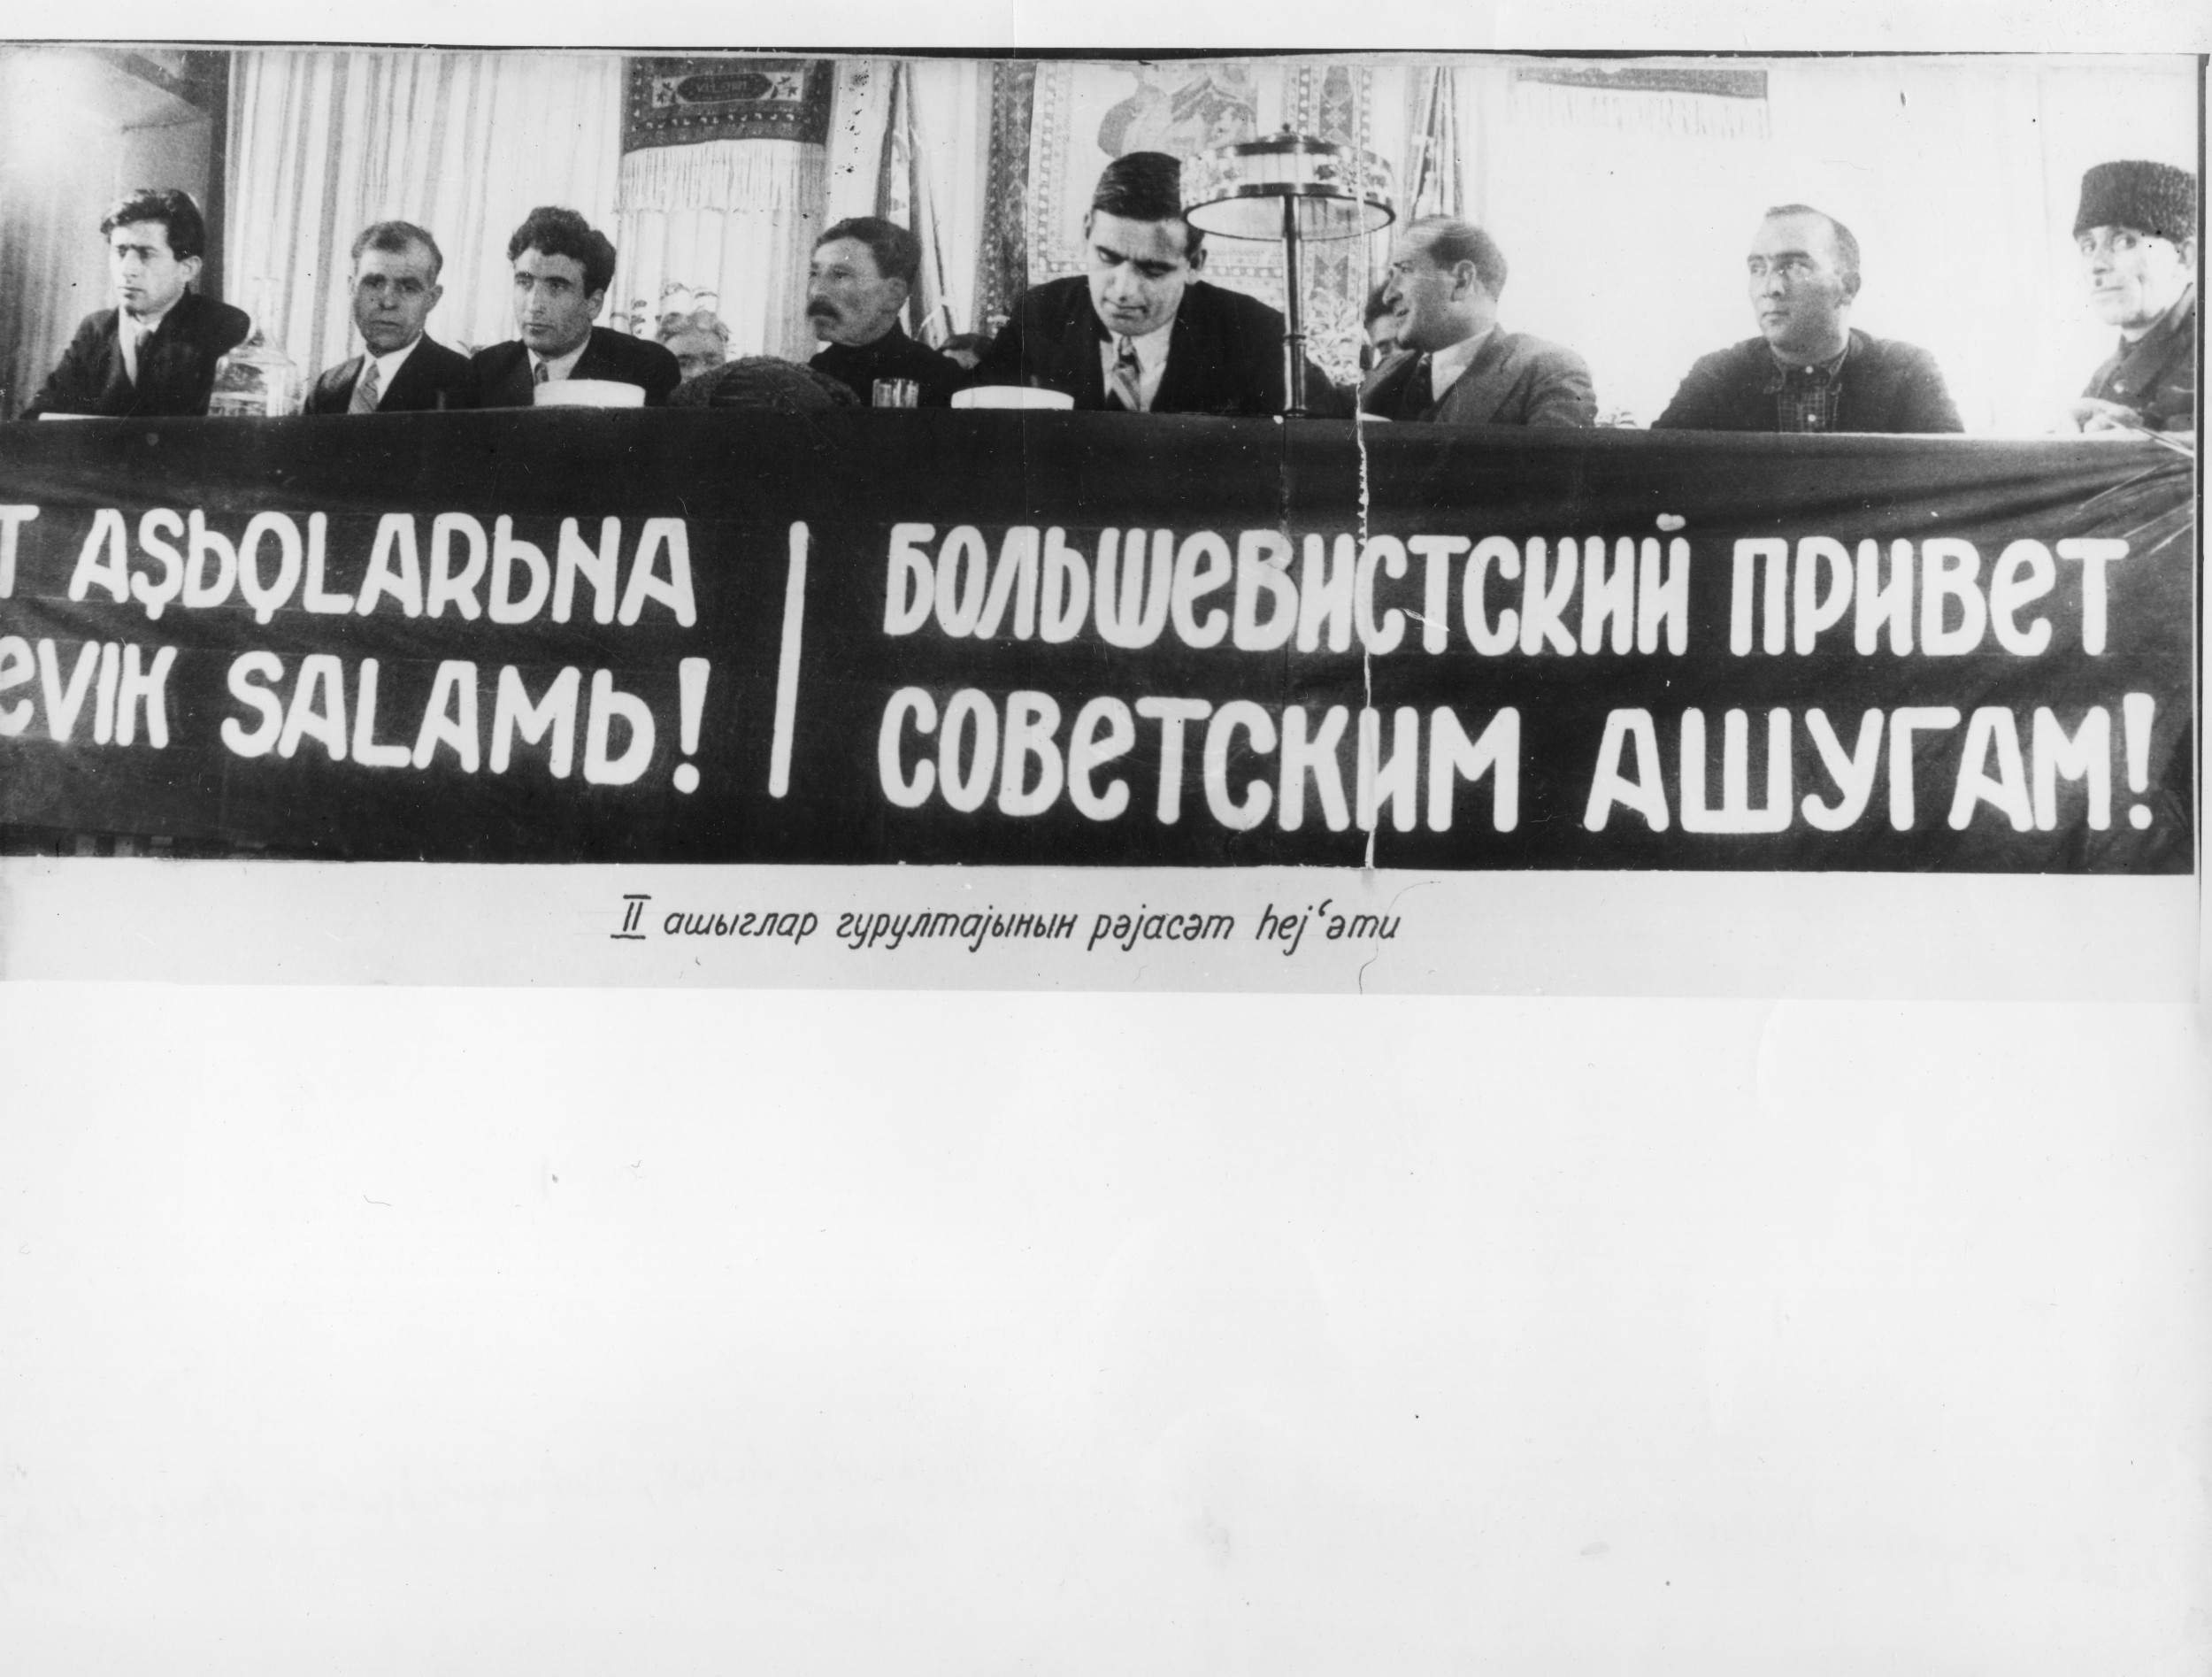 T AŞЬQLARЬNA
eVIK SALAMЬ!
БОЛЬШЕВИСТСКИЙ ПРИВЕТ
СОВЕТСКИМ АШУГАМ!
II ашыглар гурултајынын рәјасәт һеј‘әти